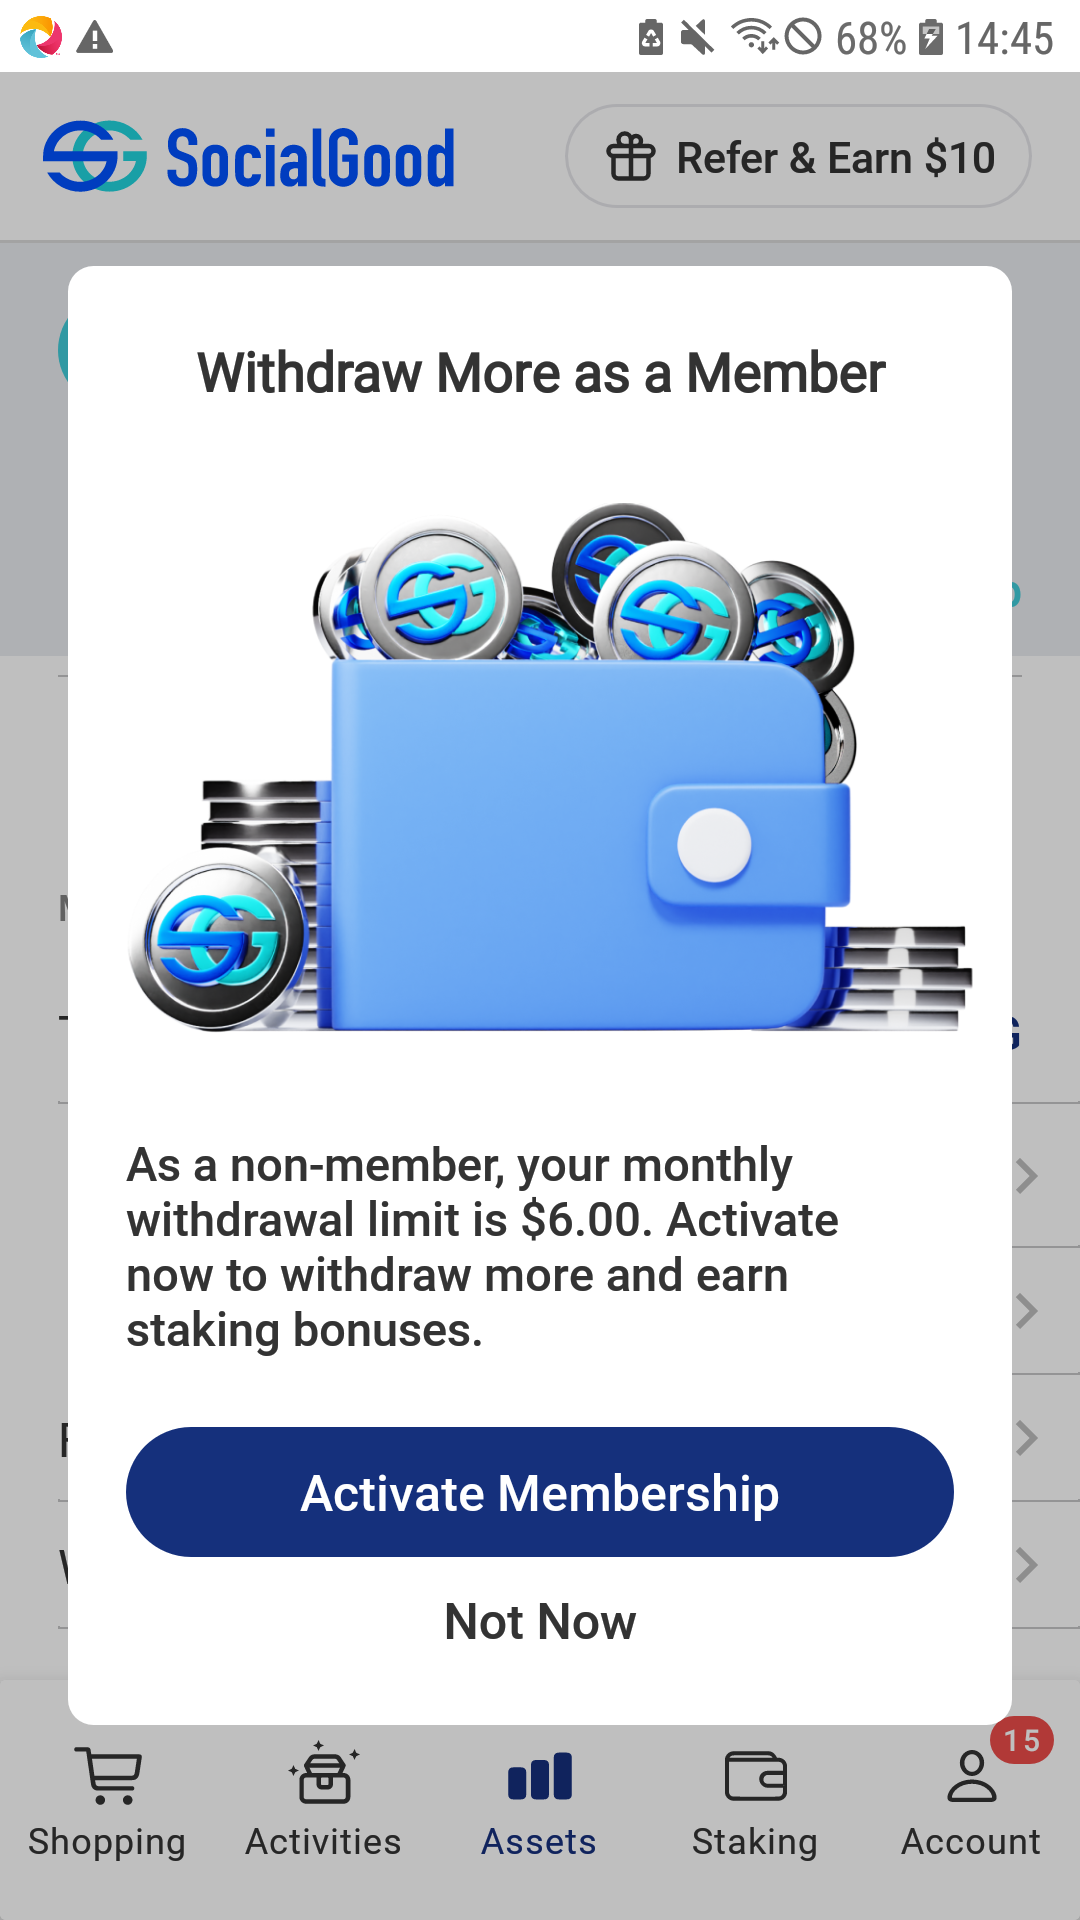 68% 14:45
SocialGood
Refer & Earn $10
Withdraw More as a Member
As a non-member, your monthly
withdrawal limit is $6.00. Activate
now to withdraw more and earn
staking bonuses.
Activate Membership
Not Now
15
Shopping Activities Assets Staking Account